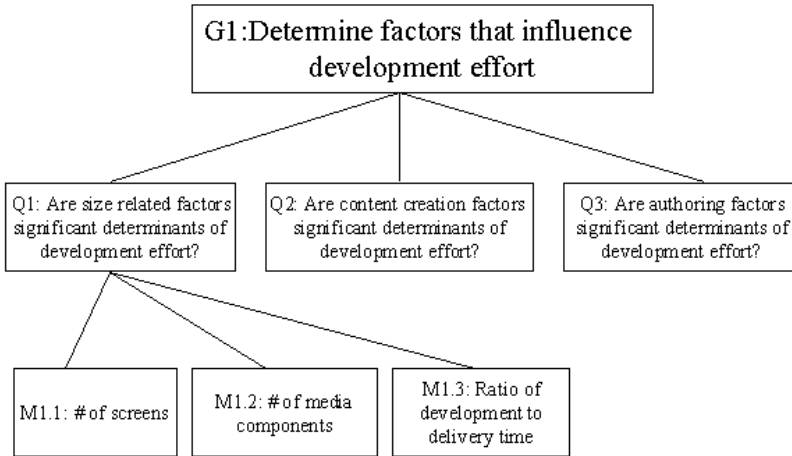 G1:Determine factors that influence
development effort
Q1: Are size related factors
significant determinants of
development effort?
Q2: Are content creation factors
significant determinants of
development effort?
Q3: Are authoring factors
significant determinants of
development effort?
M1.1: # of screens
M1.2: # of media
components
M1.3: Ratio of
development to
delivery time